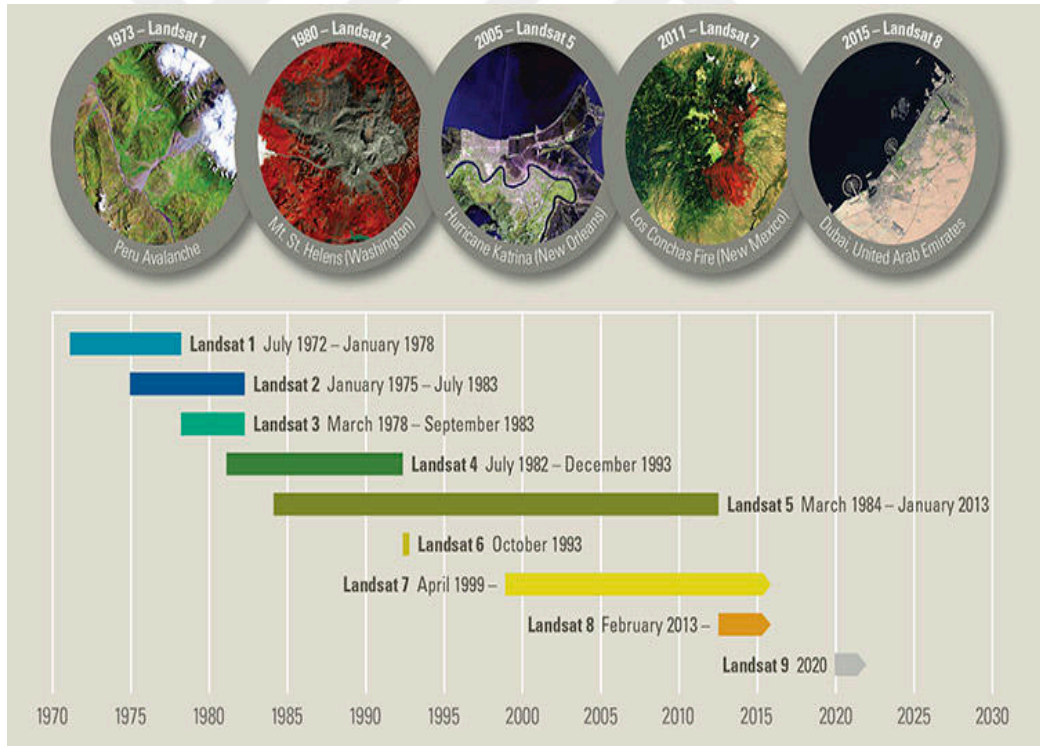 1973 – Landsat 1
1980 – Landsat 2
2005 – Landsat 5
2011 – Landsat 7
2015 – Landsat 8
Peru Avalanche
Mt. St. Helens (Washington)
Hurricane Katrina (New Orleans)
Los Conchas Fire (New Mexico)
Dubai, United Arab Emirates
Landsat 1 July 1972 – January 1978
Landsat 2 January 1975 – July 1983
Landsat 3 March 1978 – September 1983
Landsat 4 July 1982 – December 1993
Landsat 5 March 1984 – January 2013
Landsat 6 October 1993
Landsat 7 April 1999 –
Landsat 8 February 2013 –
Landsat 9 2020
1970 1975 1980 1985 1990 1995 2000 2005 2010 2015 2020 2025 2030